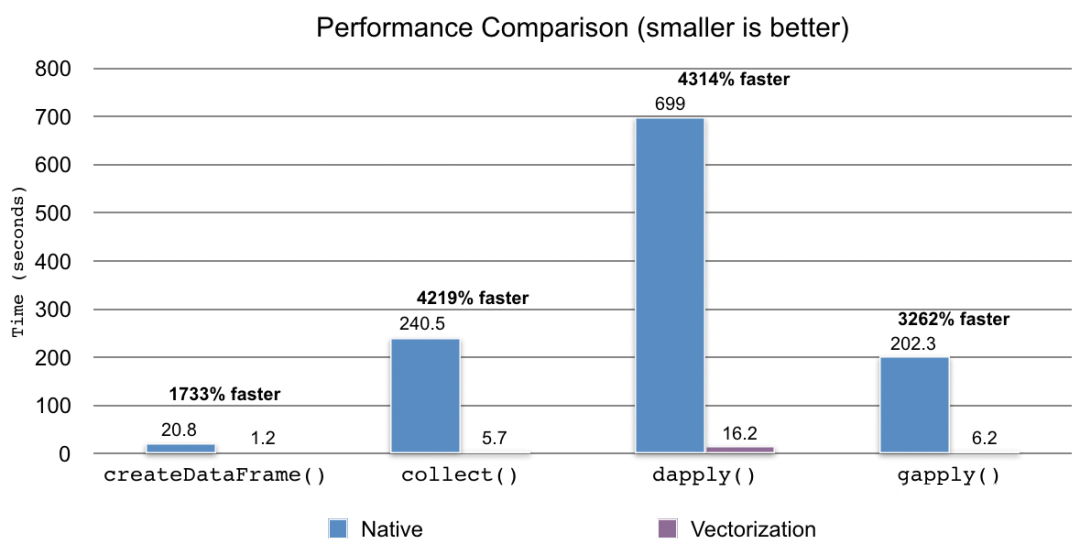 Performance Comparison (smaller is better)
Time (seconds)
800
700
600
500
400
300
200
100
0
1733% faster
20.8
1.2
4219% faster
240.5
5.7
4314% faster
699
16.2
3262% faster
202.3
6.2
createDataFrame()
collect()
dapply()
gapply()
Native
Vectorization